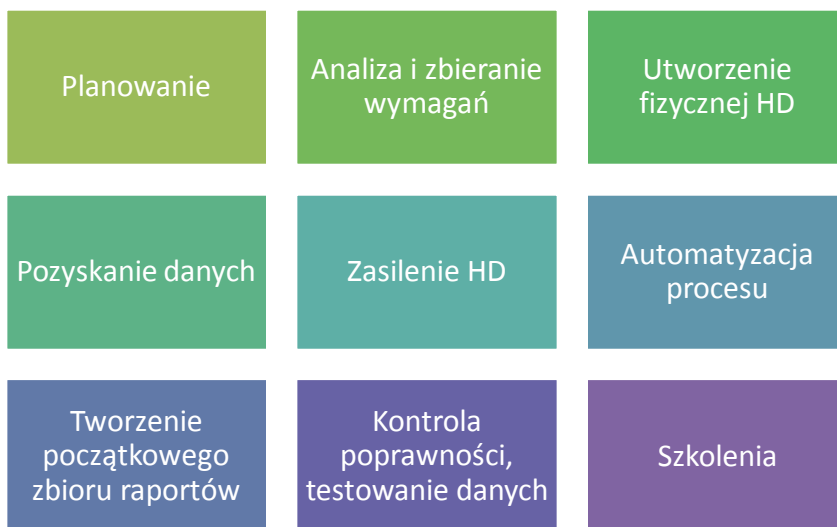 Planowanie
Analiza i zbieranie
wymagań
Utworzenie
fizycznej HD
Pozyskanie danych
Zasilenie HD
Automatyzacja
procesu
Tworzenie
początkowego
zbioru raportów
Kontrola
poprawności,
testowanie danych
Szkolenia